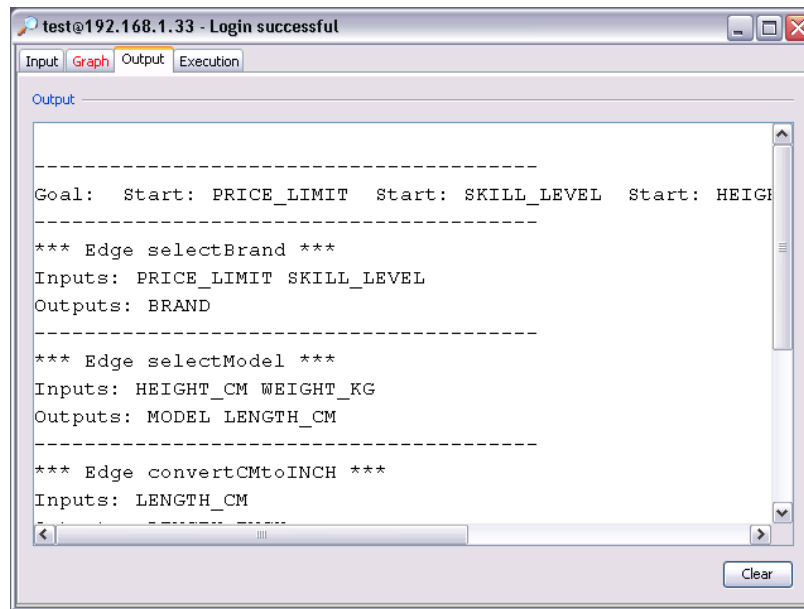 test@192.168.1.33 - Login successful
Input Graph Output Execution
Output
----------------------------------------
Goal:  Start: PRICE_LIMIT  Start: SKILL_LEVEL  Start:
----------------------------------------
*** Edge selectBrand ***
Inputs: PRICE_LIMIT SKILL_LEVEL
Outputs: BRAND
----------------------------------------
*** Edge selectModel ***
Inputs: HEIGHT_CM WEIGHT_KG
Outputs: MODEL LENGTH_CM
----------------------------------------
*** Edge convertCMtoINCH ***
Inputs: LENGTH_CM
Clear